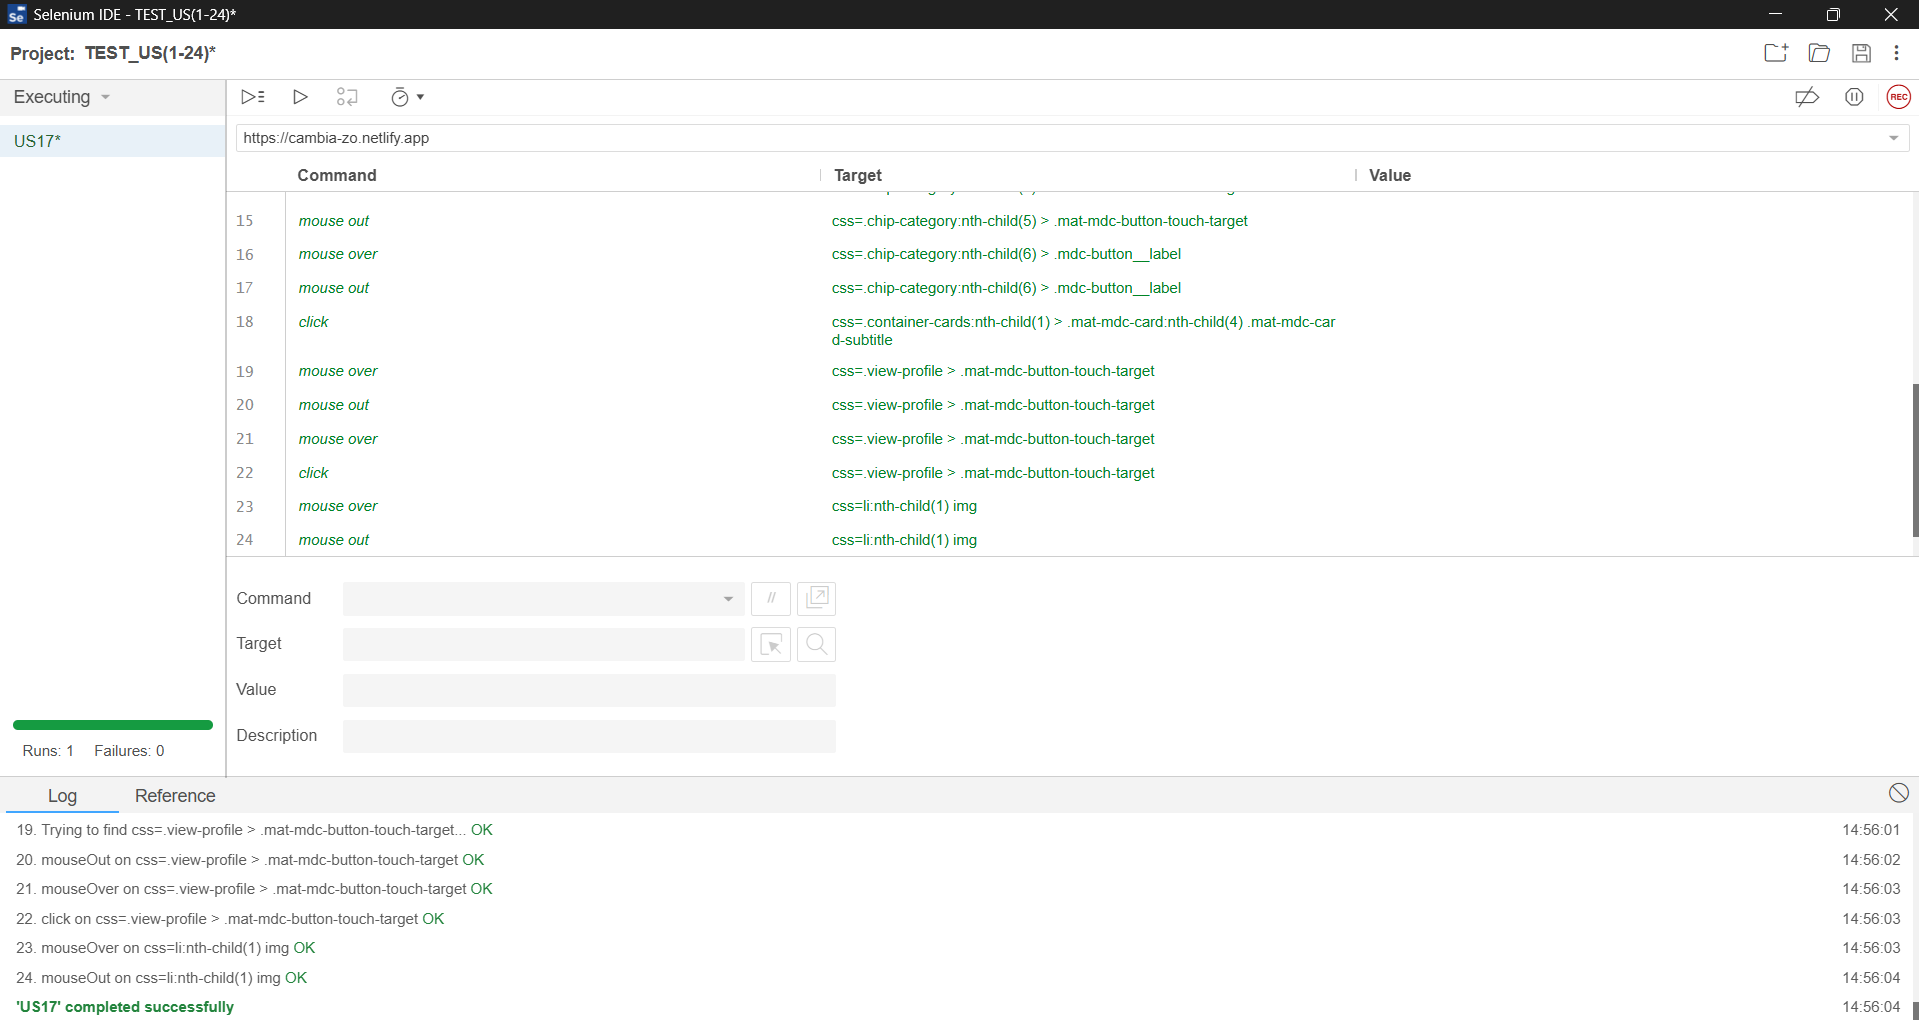 Selenium IDE - TEST_US(1-24)*
Project: TEST_US(1-24)*
Executing
US17*
https://cambia-zo.netlify.app
REC
Command Target Value
15 mouse out css=.chip-category:nth-child(5) > .mat-mdc-button-touch-target
16 mouse over css=.chip-category:nth-child(6) > .mdc-button__label
17 mouse out css=.chip-category:nth-child(6) > .mdc-button__label
18 click css=.container-cards:nth-child(1) > .mat-mdc-card:nth-child(4) .mat-mdc-car
d-subtitle
19 mouse over css=.view-profile > .mat-mdc-button-touch-target
20 mouse out css=.view-profile > .mat-mdc-button-touch-target
21 mouse over css=.view-profile > .mat-mdc-button-touch-target
22 click css=.view-profile > .mat-mdc-button-touch-target
23 mouse over css=li:nth-child(1) img
24 mouse out css=li:nth-child(1) img
Command //
Target
Value
Description
Runs: 1 Failures: 0
Log Reference
19. Trying to find css=.view-profile > .mat-mdc-button-touch-target... OK 14:56:01
20. mouseOut on css=.view-profile > .mat-mdc-button-touch-target OK 14:56:02
21. mouseOver on css=.view-profile > .mat-mdc-button-touch-target OK 14:56:03
22. click on css=.view-profile > .mat-mdc-button-touch-target OK 14:56:03
23. mouseOver on css=li:nth-child(1) img OK 14:56:03
24. mouseOut on css=li:nth-child(1) img OK 14:56:04
'US17' completed successfully 14:56:04